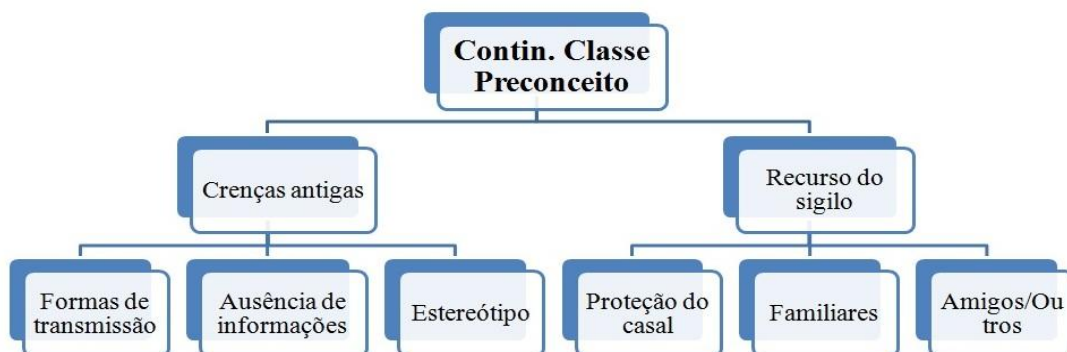 Contin. Classe
Preconceito
Crenças antigas
Recurso do
sigilo
Formas de
transmissão
Ausência de
informações
Estereótipo
Proteção do
casal
Familiares
Amigos/Ou
tros